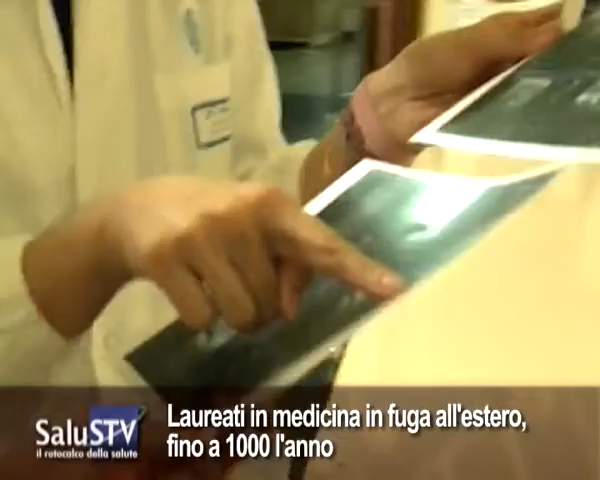 Laureati in medicina in fuga all'estero,
fino a 1000 l'anno
SaluSTV
il rotocalco della salute